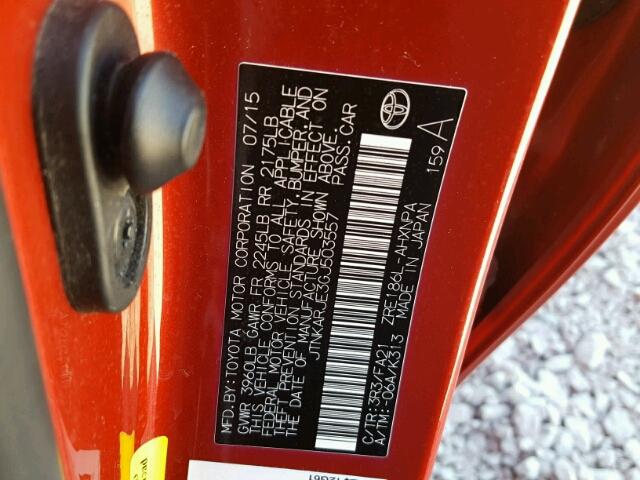 MFD.BY:TOYOTA MOTOR CORPORATION 07/15
GVWR 3960LB GAWR FR 2245LB RR 2175LB
THIS VEHICLE CONFORMS TO ALL APPLICABLE
FEDERAL MOTOR VEHICLE SAFETY, BUMPER, AND
THEFT PREVENTION STANDARDS IN EFFECT ON
THE DATE OF MANUFACTURE SHOWN ABOVE.
JTNKARJE3GJ503557 PASS.CAR
C/TR:3R3/FA21 ZRE186L-AHXNPA
A/TM:-OGA/K313 MADE IN JAPAN 159 A